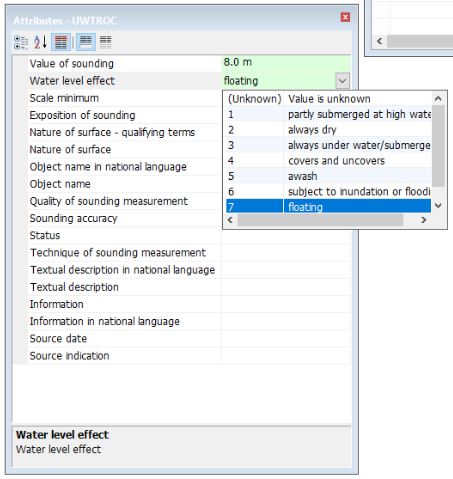 Attributes - UWTROC
Value of sounding 8.0 m
Water level effect floating
Scale minimum
Exposition of sounding
Nature of surface - qualifying terms
Nature of surface
Object name in national language
Object name
Quality of sounding measurement
Sounding accuracy
Status
Technique of sounding measurement
Textual description in national language
Textual description
Information
Information in national language
Source date
Source indication
(Unknown) Value is unknown
1 partly submerged at high wate
2 always dry
3 always under water/submerge
4 covers and uncovers
5 awash
6 subject to inundation or floodi
7 floating
Water level effect
Water level effect